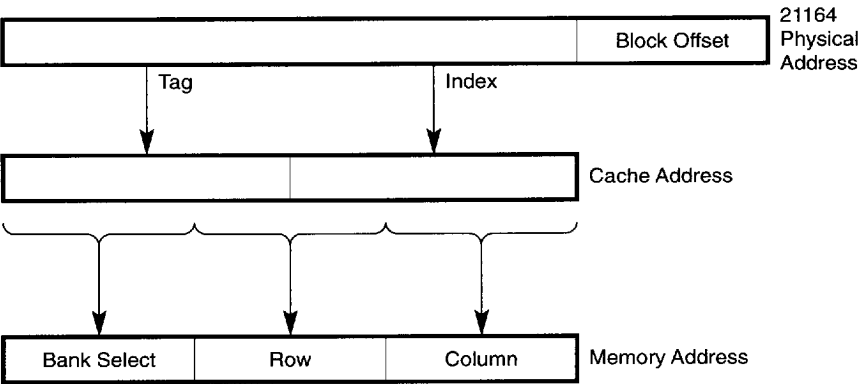 21164
Physical
Address
Block Offset
Tag
Index
Cache Address
Bank Select
Row
Column
Memory Address